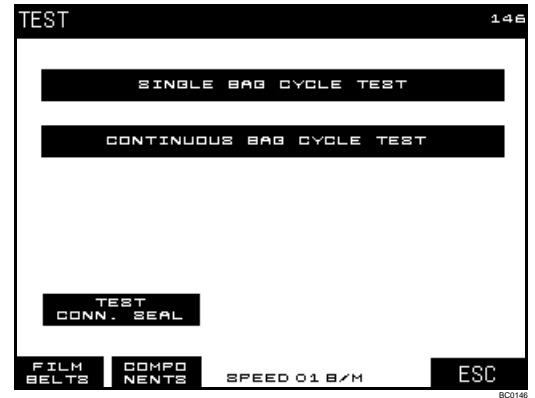 TEST 146
SINGLE BAG CYCLE TEST
CONTINUOUS BAG CYCLE TEST
TEST
CONN. SEAL
FILM
BELTS
COMPO
NENTS
SPEED 01 B/M
ESC
BC0146